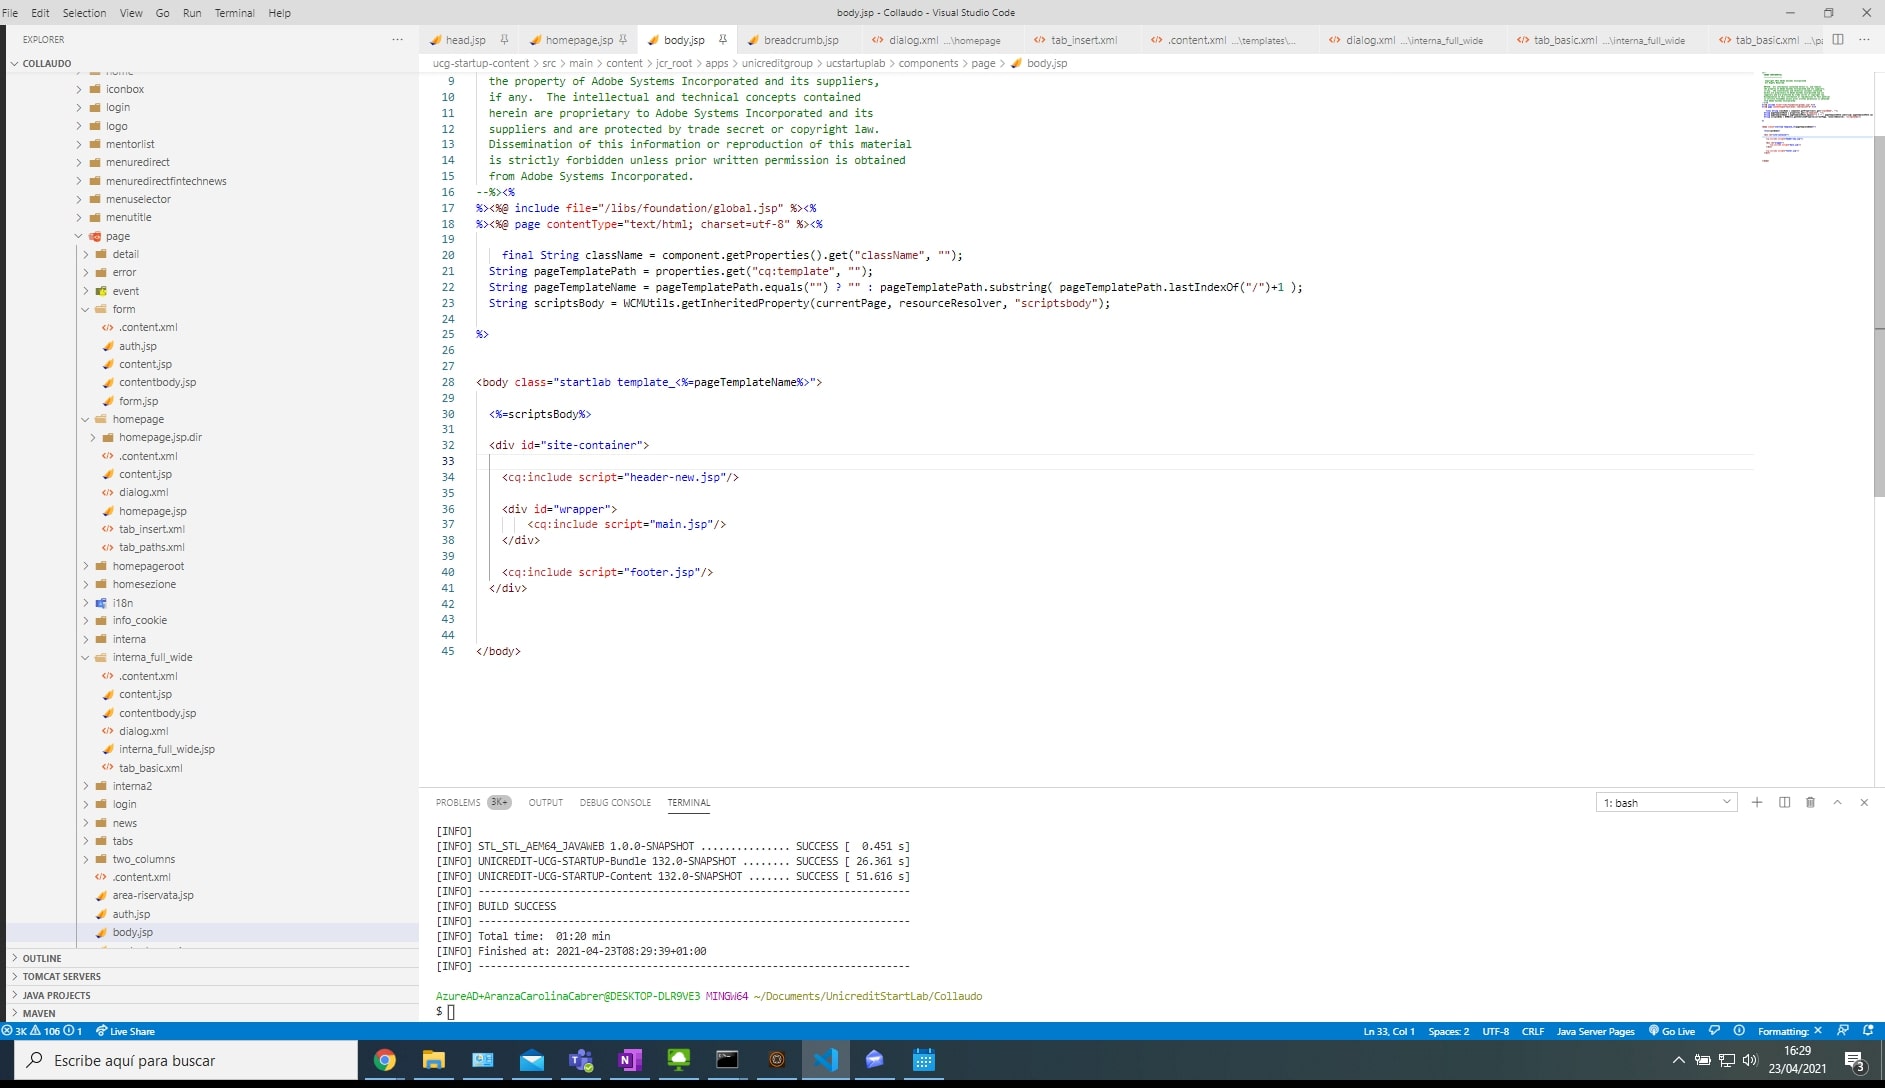 File Edit Selection View Go Run Terminal Help
body.jsp - Collaudo - Visual Studio Code
EXPLORER
head.jsp homepage.jsp body.jsp breadcrumb.jsp dialog.xml ...\homepage tab_insert.xml .content.xml ...\templates\... dialog.xml ...\interna_full_wide tab_basic.xml ...\interna_full_wide tab_basic.xml ...\pa
COLLAUDO
ucg-startup-content > src > main > content > jcr_root > apps > unicreditgroup > ucstartuplab > components > page > body.jsp
home
iconbox
login
logo
mentorlist
menuredirect
menuredirectfintechnews
menuselector
menutitle
page
detail
error
event
form
.content.xml
auth.jsp
content.jsp
contentbody.jsp
form.jsp
homepage
homepage.jsp.dir
.content.xml
content.jsp
dialog.xml
homepage.jsp
tab_insert.xml
tab_paths.xml
homepageroot
homesezione
i18n
info_cookie
interna
interna_full_wide
.content.xml
content.jsp
contentbody.jsp
dialog.xml
interna_full_wide.jsp
tab_basic.xml
interna2
login
news
tabs
two_columns
.content.xml
area-riservata.jsp
auth.jsp
body.jsp
OUTLINE
TOMCAT SERVERS
JAVA PROJECTS
MAVEN
9 the property of Adobe Systems Incorporated and its suppliers,
10 if any.  The intellectual and technical concepts contained
11 herein are proprietary to Adobe Systems Incorporated and its
12 suppliers and are protected by trade secret or copyright law.
13 Dissemination of this information or reproduction of this material
14 is strictly forbidden unless prior written permission is obtained
15 from Adobe Systems Incorporated.
16 --%><%
17 %><%@ include file="/libs/foundation/global.jsp" %><%
18 %><%@ page contentType="text/html; charset=utf-8" %><%
19
20 final String className = component.getProperties().get("className", "");
21 String pageTemplatePath = properties.get("cq:template", "");
22 String pageTemplateName = pageTemplatePath.equals("") ? "" : pageTemplatePath.substring( pageTemplatePath.lastIndexOf("/")+1 );
23 String scriptsBody = WCMUtils.getInheritedProperty(currentPage, resourceResolver, "scriptsbody");
24
25 %>
26
27
28 <body class="startlab template_<%=pageTemplateName%>">
29
30 <%=scriptsBody%>
31
32 <div id="site-container">
33
34 <cq:include script="header-new.jsp"/>
35
36 <div id="wrapper">
37 <cq:include script="main.jsp"/>
38 </div>
39
40 <cq:include script="footer.jsp"/>
41 </div>
42
43
44
45 </body>
PROBLEMS 3K+ OUTPUT DEBUG CONSOLE TERMINAL 1: bash
[INFO]
[INFO] STL_STL_AEM64_JAVAWEB 1.0.0-SNAPSHOT ............... SUCCESS [  0.451 s]
[INFO] UNICREDIT-UCG-STARTUP-Bundle 132.0-SNAPSHOT ........ SUCCESS [ 26.361 s]
[INFO] UNICREDIT-UCG-STARTUP-Content 132.0-SNAPSHOT ....... SUCCESS [ 51.616 s]
[INFO] ------------------------------------------------------------------------
[INFO] BUILD SUCCESS
[INFO] ------------------------------------------------------------------------
[INFO] Total time:  01:20 min
[INFO] Finished at: 2021-04-23T08:29:39+01:00
[INFO] ------------------------------------------------------------------------
AzureAD+AranzaCarolinaCabrer@DESKTOP-DLR9VE3 MINGW64 ~/Documents/UnicreditStartLab/Collaudo
$
3K 106 1 Live Share Ln 33, Col 1 Spaces: 2 UTF-8 CRLF Java Server Pages Go Live Formatting: ×
Escribe aquí para buscar
16:29
23/04/2021
3